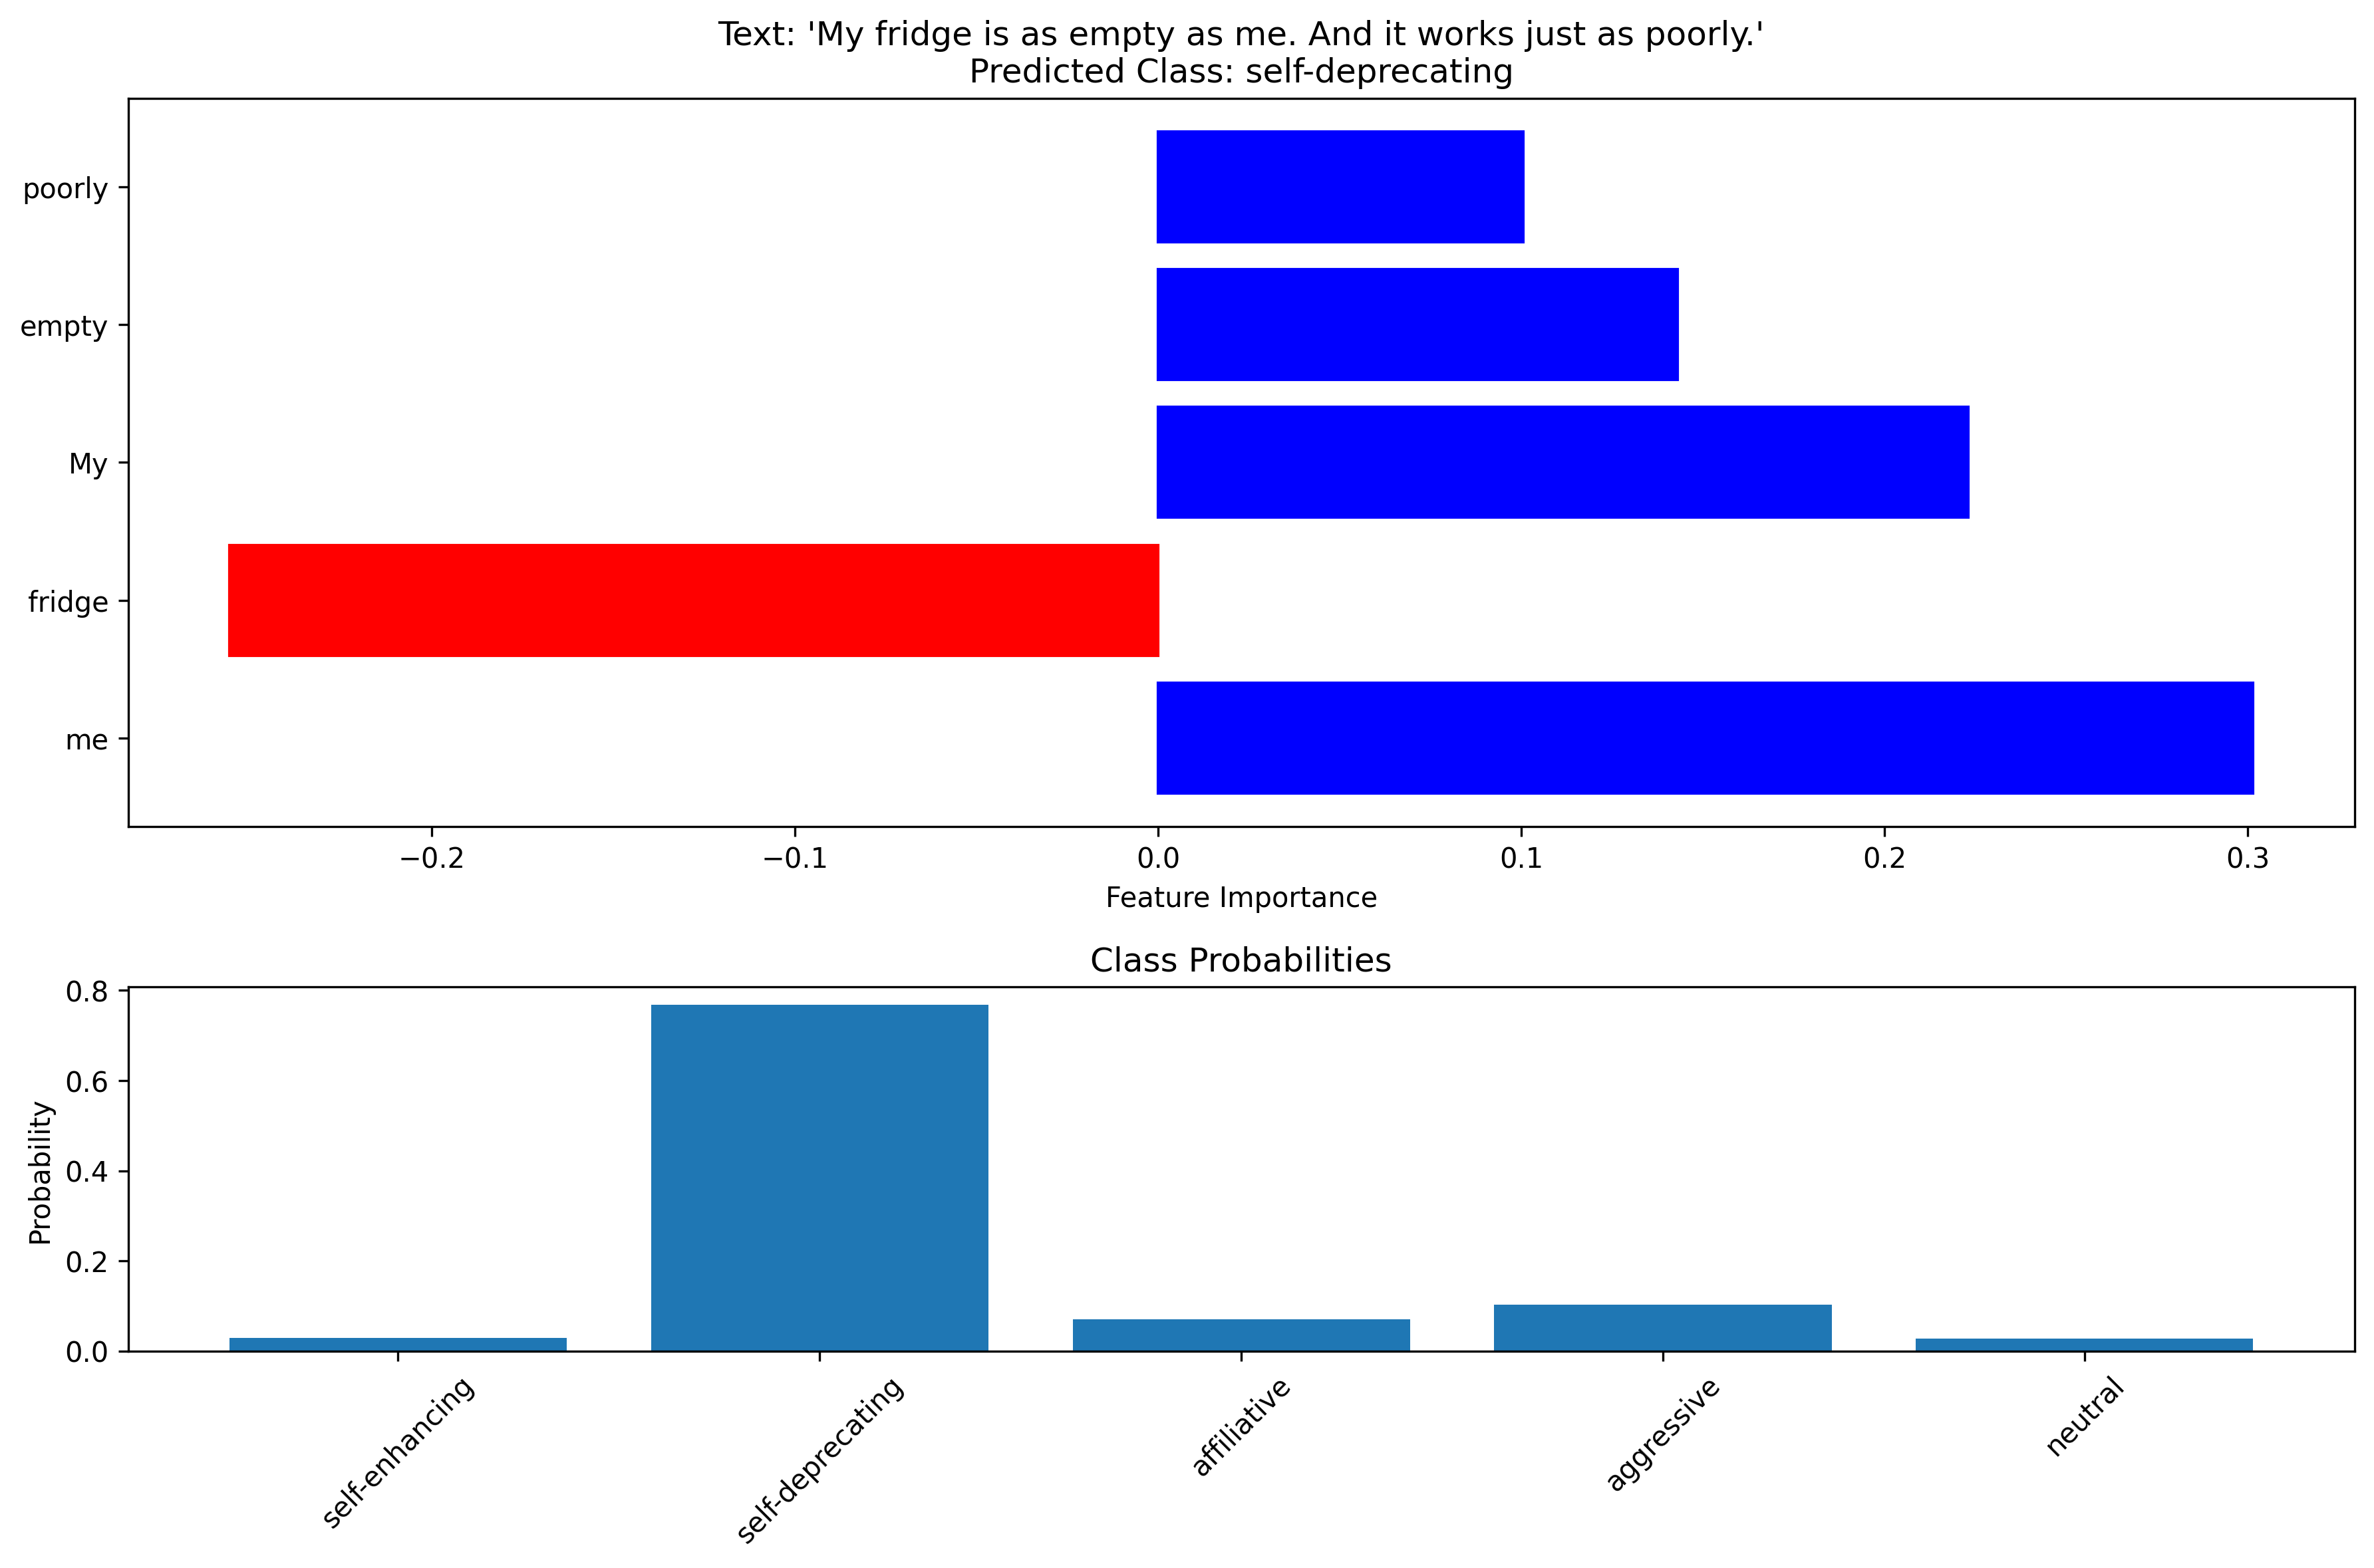 Text: 'My fridge is as empty as me. And it works just as poorly.'
Predicted Class: self-deprecating
poorly
empty
My
fridge
me
−0.2
−0.1
0.0
0.1
0.2
0.3
Feature Importance
Class Probabilities
Probability
0.8
0.6
0.4
0.2
0.0
self-enhancing
self-deprecating
affiliative
aggressive
neutral